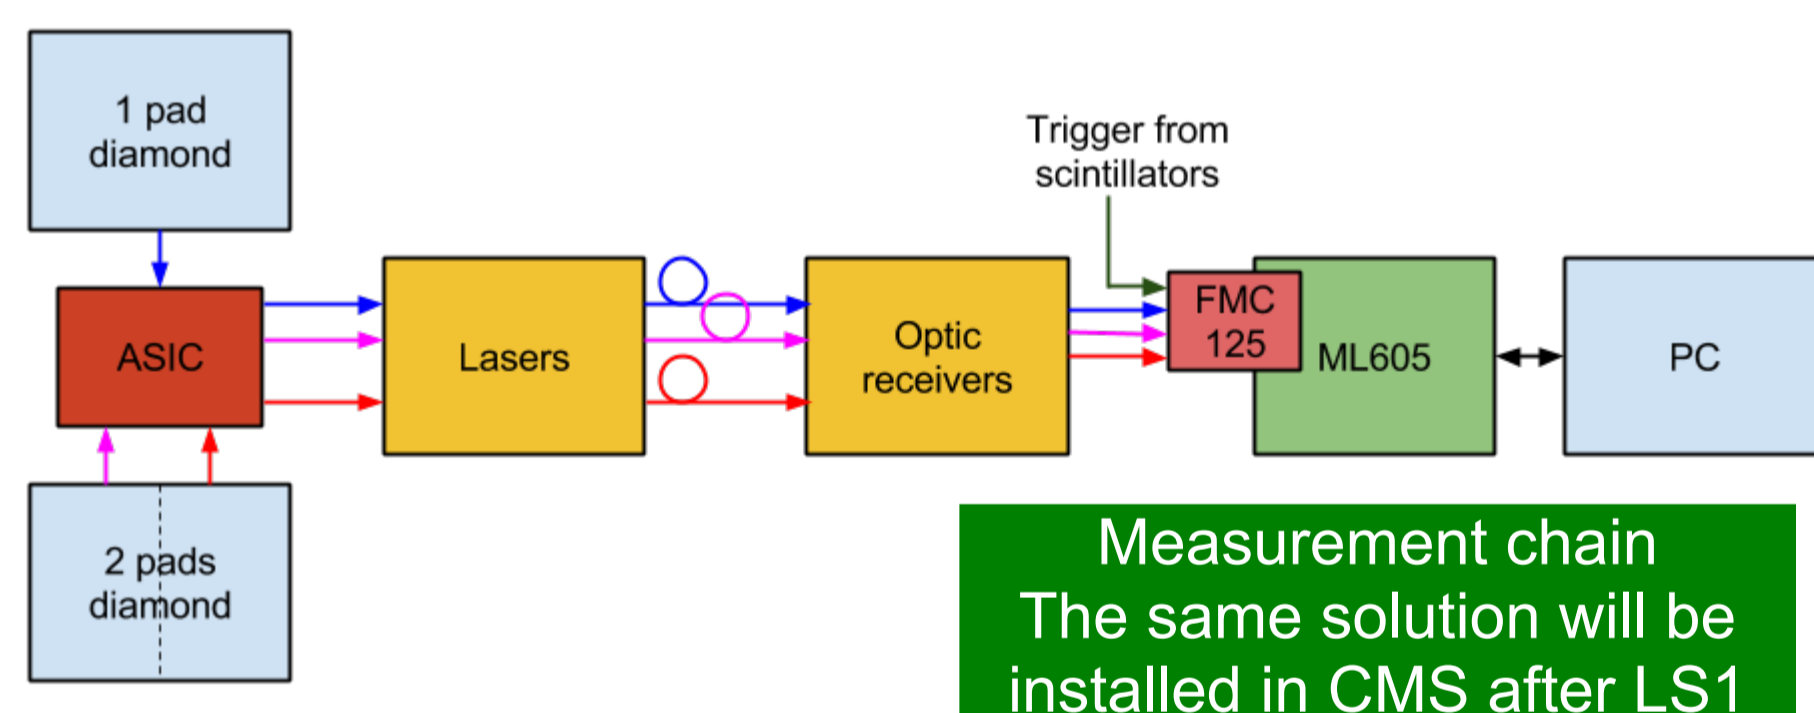 1 pad
diamond
Trigger from
scintillators
ASIC
Lasers
Optic
receivers
FMC
125
ML605
PC
2 pads
diamond
Measurement chain
The same solution will be
installed in CMS after LS1